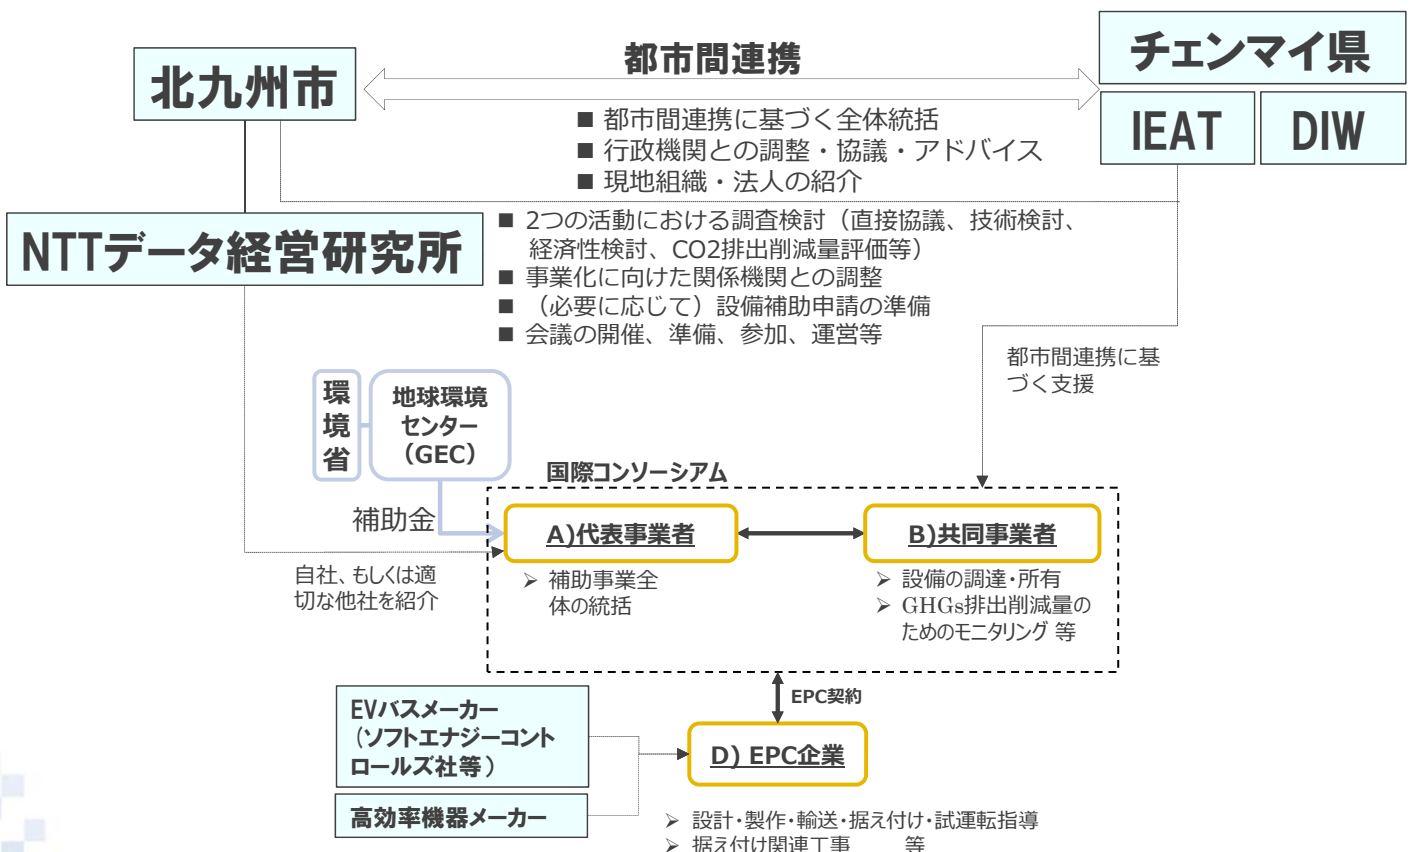 都市間連携
チェンマイ県
北九州市
IEAT
DIW
■ 都市間連携に基づく全体統括
■ 行政機関との調整・協議・アドバイス
■ 現地組織・法人の紹介
NTTデータ経営研究所
■ 2つの活動における調査検討（直接協議、技術検討、
経済性検討、CO2排出削減量評価等）
■ 事業化に向けた関係機関との調整
■ （必要に応じて）設備補助申請の準備
■ 会議の開催、準備、参加、運営等
都市間連携に基
づく支援
環
境
省
地球環境
センター
（GEC）
国際コンソーシアム
補助金
A)代表事業者
B)共同事業者
自社、もしくは適
切な他社を紹介
➢ 補助事業全
体の統括
➢ 設備の調達・所有
➢ GHGs排出削減量の
ためのモニタリング 等
EPC契約
EVバスメーカー
（ソフトエナジーコント
ロールズ社等）
D) EPC企業
高効率機器メーカー
➢ 設計・製作・輸送・据え付け・試運転指導
➢ 据え付け関連工事 等